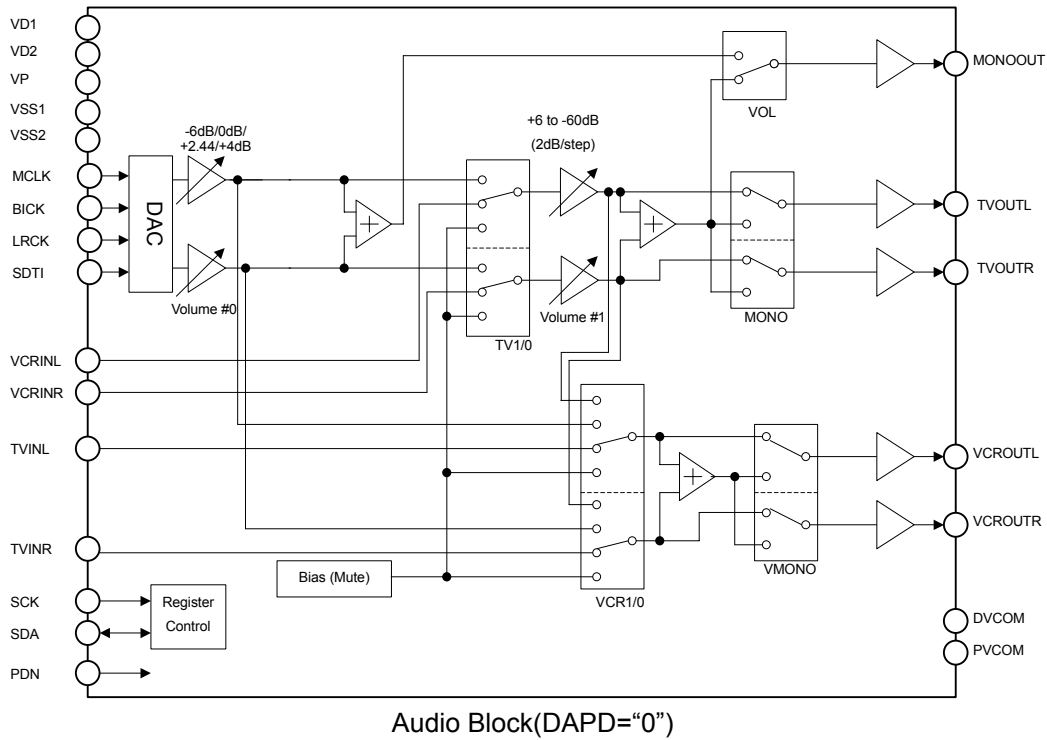 VD1
VD2
VP
VSS1
VSS2
MCLK
BICK
LRCK
SDTI
VCRINL
VCRINR
TVINL
TVINR
SCK
SDA
PDN
DAC
-6dB/0dB/
+2.44/+4dB
Volume #0
+6 to -60dB
(2dB/step)
Volume #1
TV1/0
VOL
MONO
VCR1/0
VMONO
Bias (Mute)
Register
Control
MONOOUT
TVOUTL
TVOUTR
VCROUTL
VCROUTR
DVCOM
PVCOM
Audio Block(DAPD=“0”)